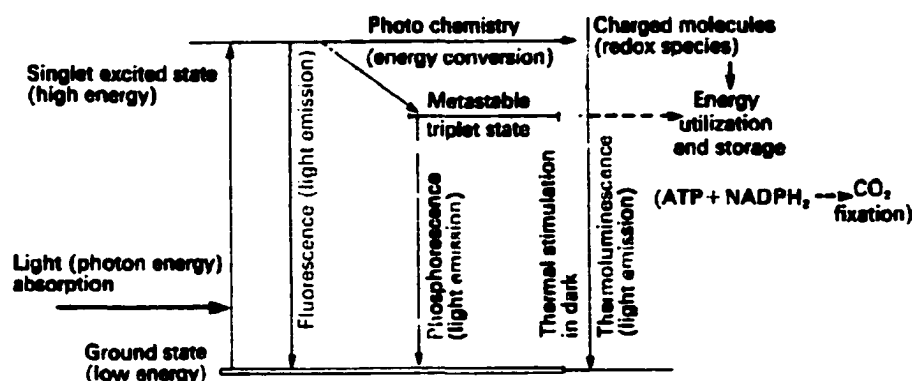 Photo chemistry
(energy conversion)
Charged molecules
(redox species)
Singlet excited state
(high energy)
Metastable
triplet state
Energy
utilization
and storage
(ATP + NADPH₂ CO₂
fixation)
Fluorescence (light emission)
Phosphorescence
(light emission)
Thermal stimulation
in dark
Thermoluminescence
(light emission)
Light (photon energy)
absorption
Ground state
(low energy)